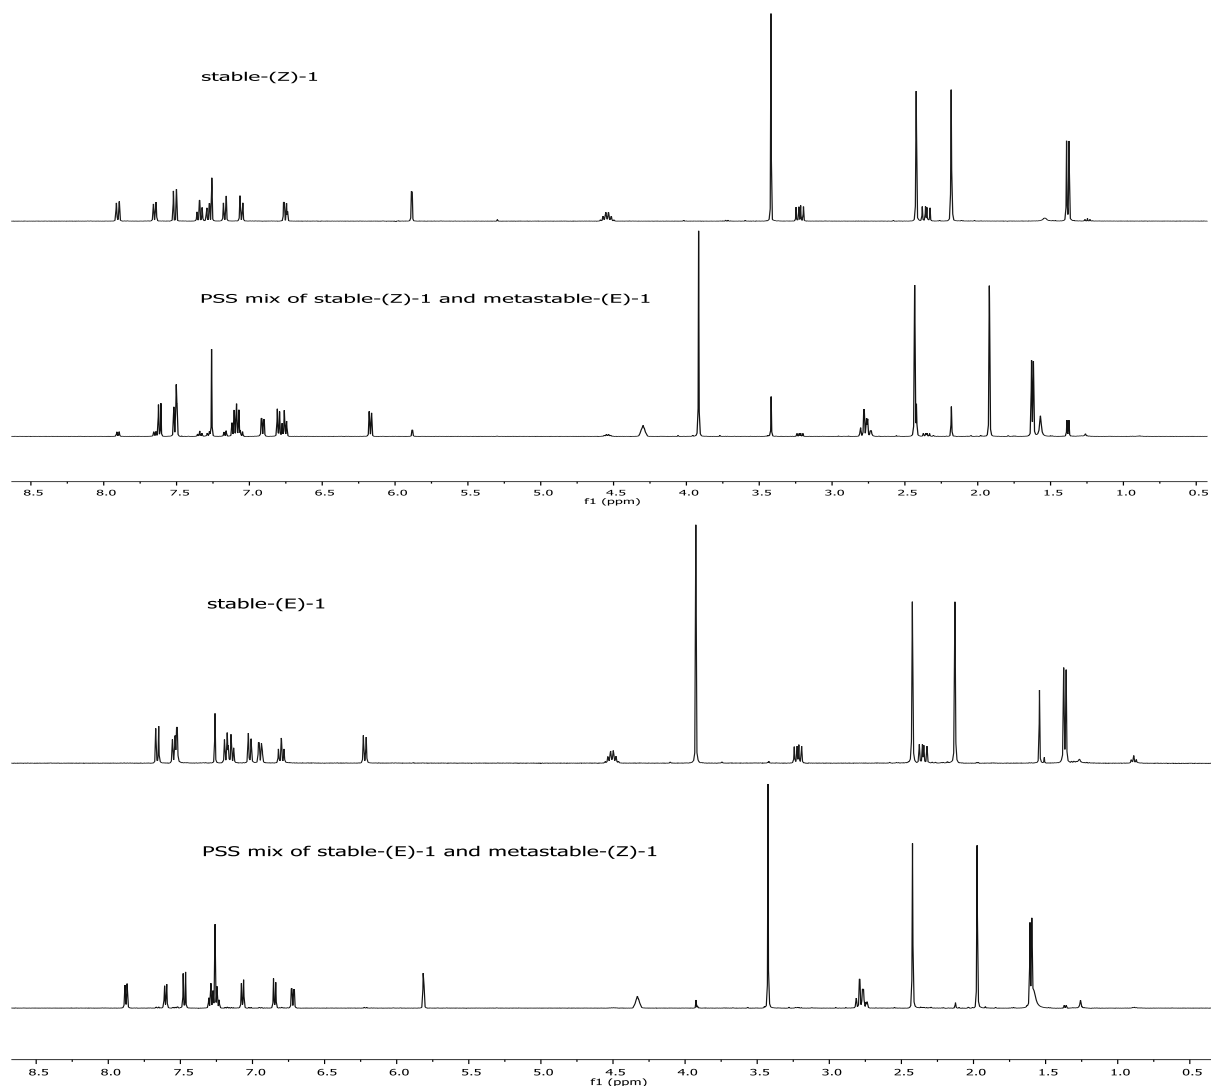 stable-(Z)-1
PSS mix of stable-(Z)-1 and metastable-(E)-1
8.5 8.0 7.5 7.0 6.5 6.0 5.5 5.0 4.5 4.0 3.5 3.0 2.5 2.0 1.5 1.0 0.5
f1 (ppm)
stable-(E)-1
PSS mix of stable-(E)-1 and metastable-(Z)-1
8.5 8.0 7.5 7.0 6.5 6.0 5.5 5.0 4.5 4.0 3.5 3.0 2.5 2.0 1.5 1.0 0.5
f1 (ppm)